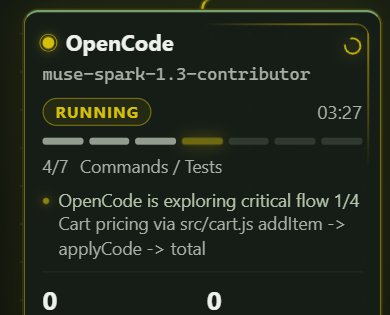 OpenCode
muse-spark-1.3-contributor
RUNNING 03:27
4/7 Commands / Tests
OpenCode is exploring critical flow 1/4
Cart pricing via src/cart.js addItem ->
applyCode -> total
0 0